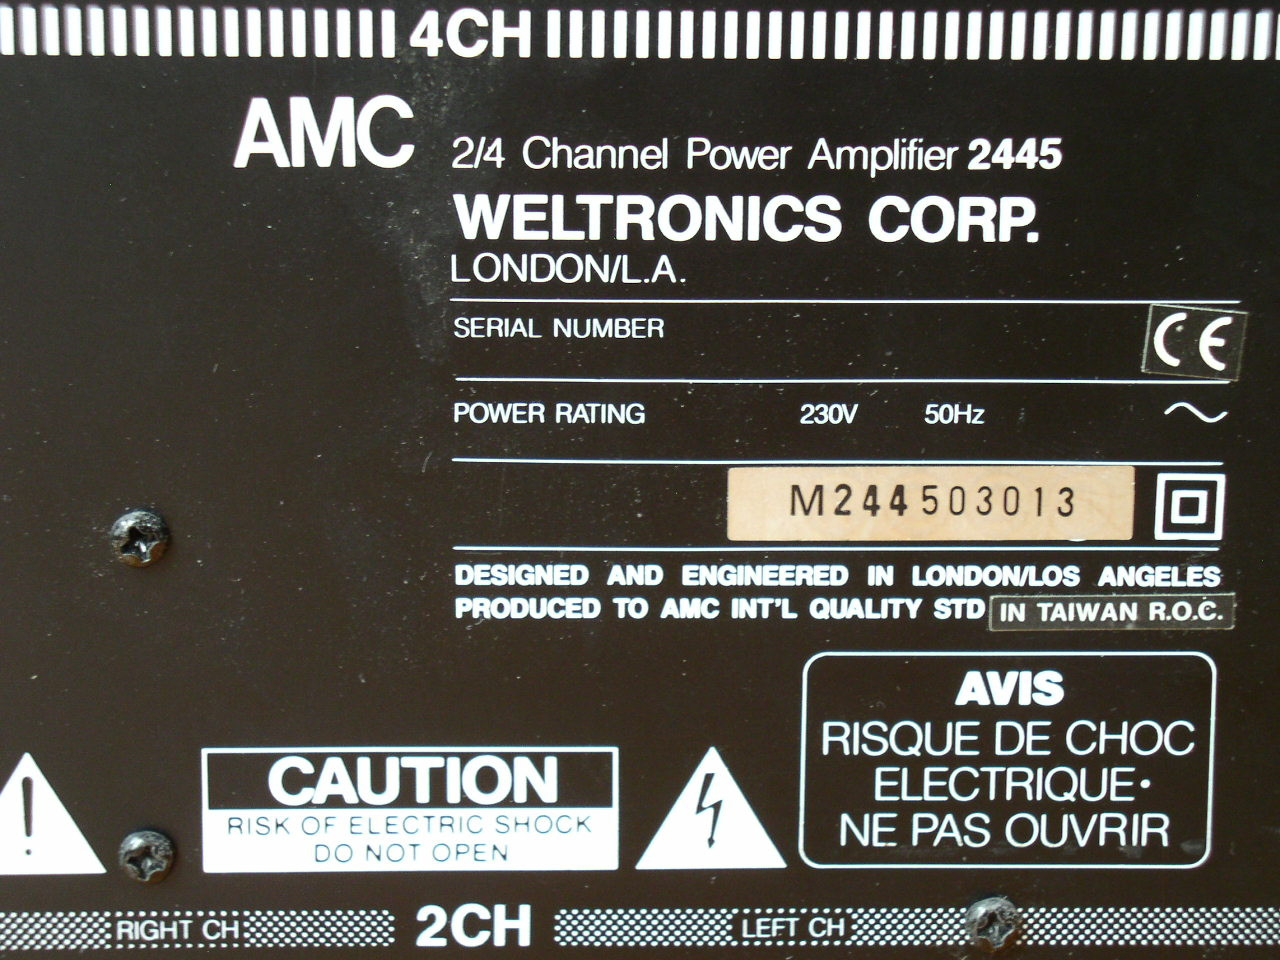 4CH
AMC 2/4 Channel Power Amplifier 2445
WELTRONICS CORP.
LONDON/L.A.
SERIAL NUMBER
CE
POWER RATING 230V 50Hz
M244503013
DESIGNED AND ENGINEERED IN LONDON/LOS ANGELES
PRODUCED TO AMC INT'L QUALITY STD IN TAIWAN R.O.C.
CAUTION
RISK OF ELECTRIC SHOCK
DO NOT OPEN
AVIS
RISQUE DE CHOC
ELECTRIQUE·
NE PAS OUVRIR
RIGHT CH 2CH LEFT CH